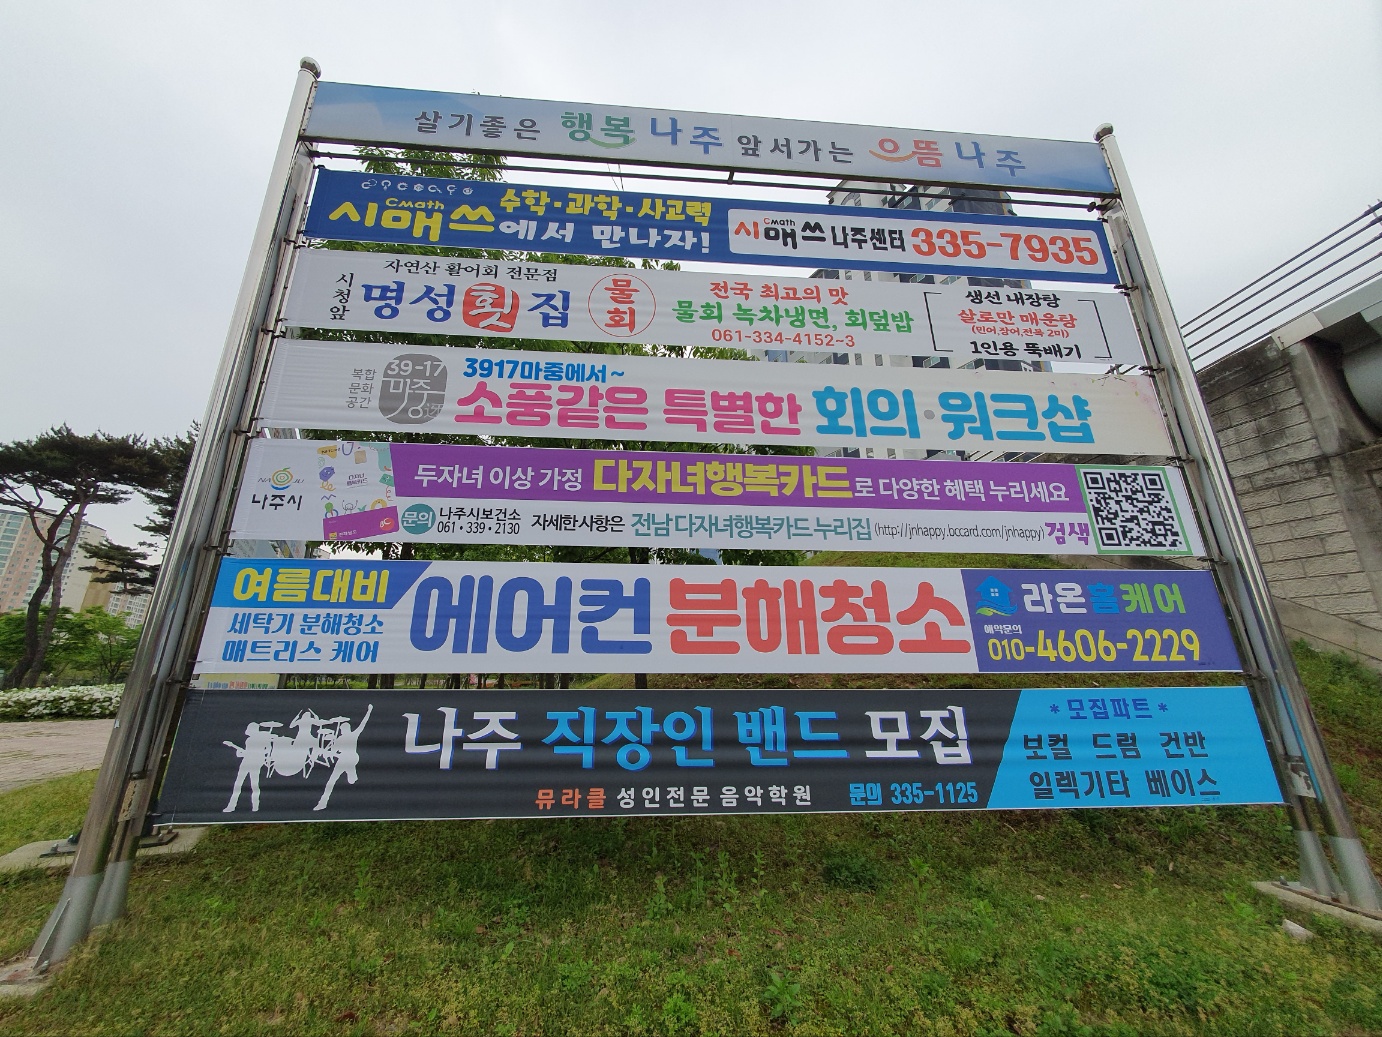 살기좋은 행복 나주 앞서가는 으뜸 나주
Cmath
시매쓰 수학·과학·사고력
에서 만나자!
Cmath
시매쓰 나주센터 335-7935
시청앞
자연산 활어회 전문점
명성횟집
물회
전국 최고의 맛
물회 녹차냉면, 회덮밥
061-334-4152~3
생선 내장탕
살로만 매운탕
1인용 뚝배기
복합
문화
공간
39-17
마중
3917마중에서~
소풍같은 특별한 회의·워크샵
NAJU
나주시
두자녀 이상 가정 다자녀행복카드로 다양한 혜택 누리세요
문의 나주시보건소
061·339·2130
자세한 사항은 전남다자녀행복카드누리집 (http://jnhappy.bccard.com/jnhappy) 검색
여름대비
세탁기 분해청소
매트리스 케어
에어컨 분해청소
라온홈케어
예약문의
010-4606-2229
나주 직장인 밴드 모집
뮤라클 성인전문 음악학원 문의 335-1125
* 모집파트 *
보컬 드럼 건반
일렉기타 베이스